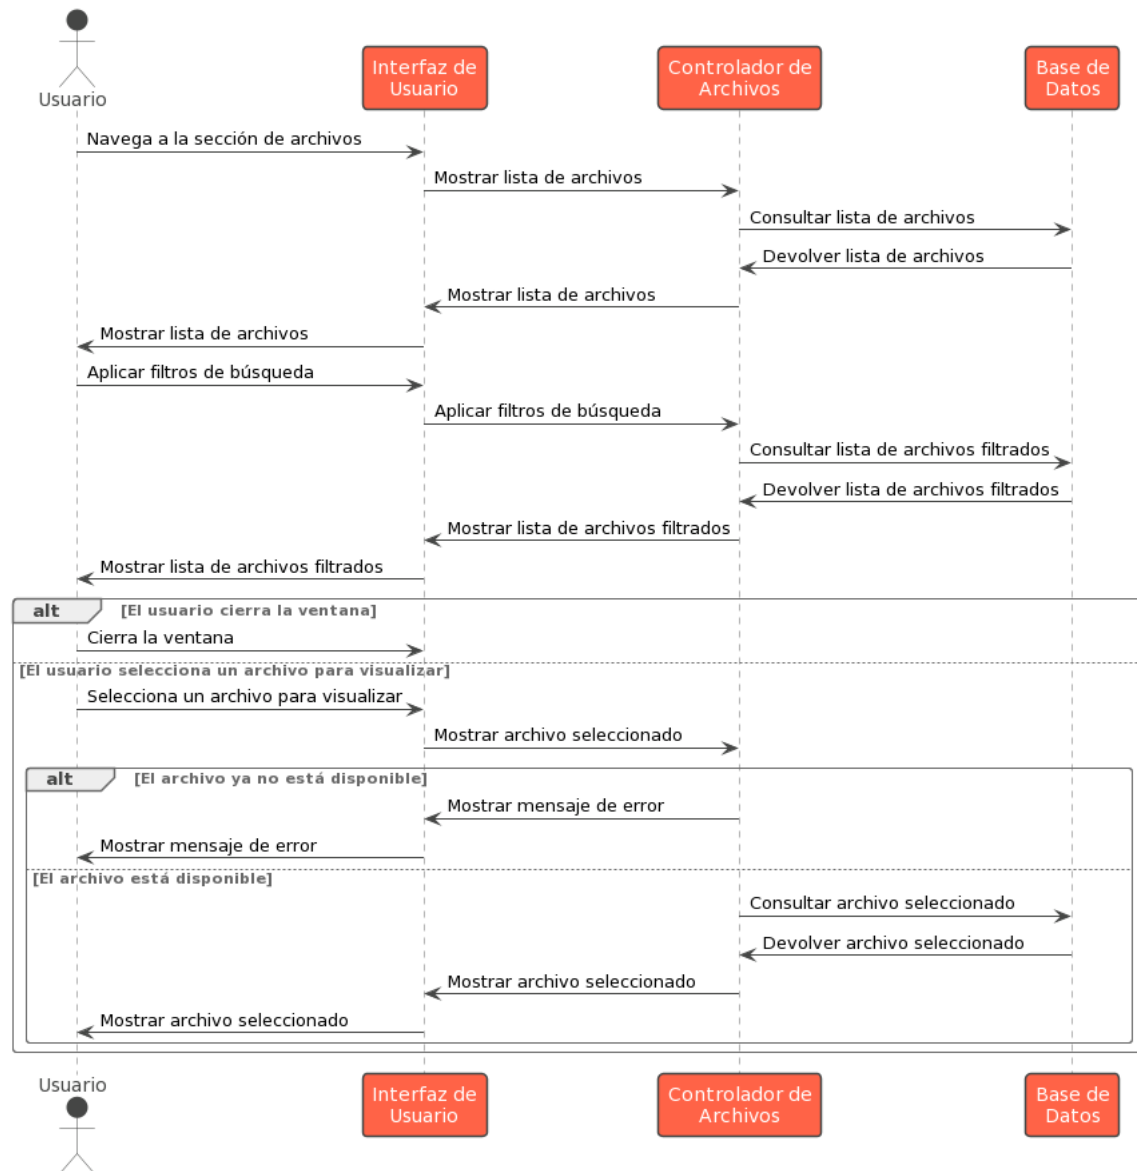 Usuario
Interfaz de
Usuario
Controlador de
Archivos
Base de
Datos
Navega a la sección de archivos
Mostrar lista de archivos
Consultar lista de archivos
Devolver lista de archivos
Mostrar lista de archivos
Mostrar lista de archivos
Aplicar filtros de búsqueda
Aplicar filtros de búsqueda
Consultar lista de archivos filtrados
Devolver lista de archivos filtrados
Mostrar lista de archivos filtrados
Mostrar lista de archivos filtrados
alt [El usuario cierra la ventana]
Cierra la ventana
[El usuario selecciona un archivo para visualizar]
Selecciona un archivo para visualizar
Mostrar archivo seleccionado
alt [El archivo ya no está disponible]
Mostrar mensaje de error
Mostrar mensaje de error
[El archivo está disponible]
Consultar archivo seleccionado
Devolver archivo seleccionado
Mostrar archivo seleccionado
Mostrar archivo seleccionado
Usuario
Interfaz de
Usuario
Controlador de
Archivos
Base de
Datos